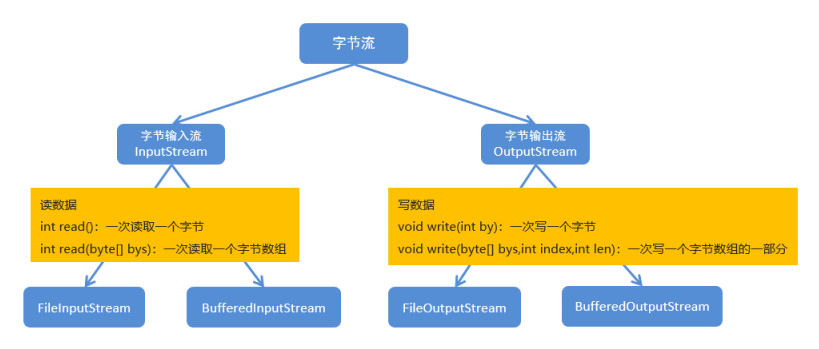 字节流
字节输入流
InputStream
字节输出流
OutputStream
读数据
int read()：一次读取一个字节
int read(byte[] bys)：一次读取一个字节数组
写数据
void write(int by)：一次写一个字节
void write(byte[] bys,int index,int len)：一次写一个字节数组的一部分
FileInputStream
BufferedInputStream
FileOutputStream
BufferedOutputStream